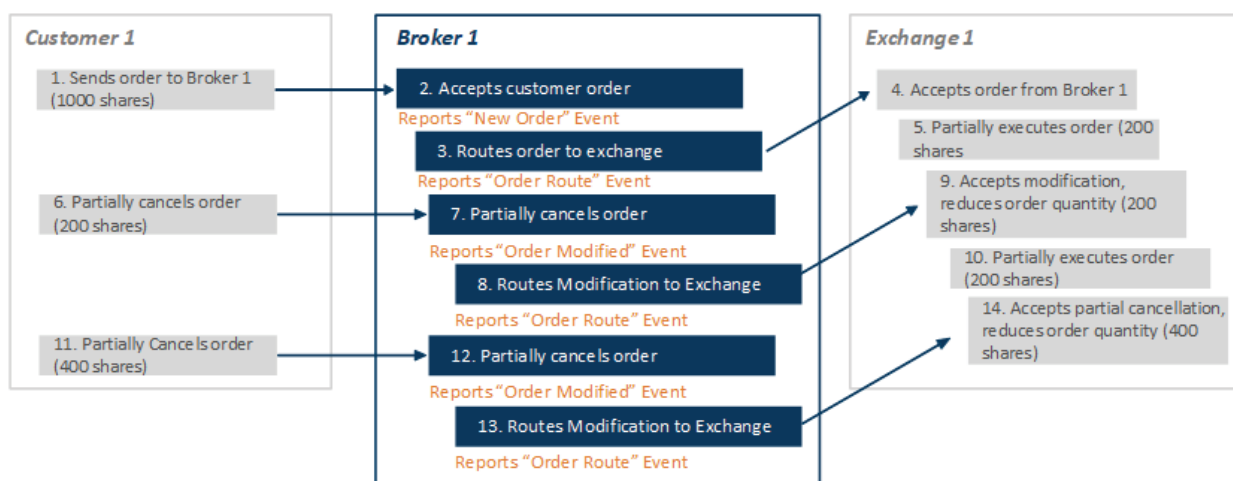 Customer 1
1. Sends order to Broker 1
(1000 shares)
6. Partially cancels order
(200 shares)
11. Partially Cancels order
(400 shares)
Broker 1
2. Accepts customer order
Reports “New Order” Event
3. Routes order to exchange
Reports “Order Route” Event
7. Partially cancels order
Reports “Order Modified” Event
8. Routes Modification to Exchange
Reports “Order Route” Event
12. Partially cancels order
Reports “Order Modified” Event
13. Routes Modification to Exchange
Reports “Order Route” Event
Exchange 1
4. Accepts order from Broker 1
5. Partially executes order (200
shares
9. Accepts modification,
reduces order quantity (200
shares)
10. Partially executes order
(200 shares)
14. Accepts partial cancellation,
reduces order quantity (400
shares)